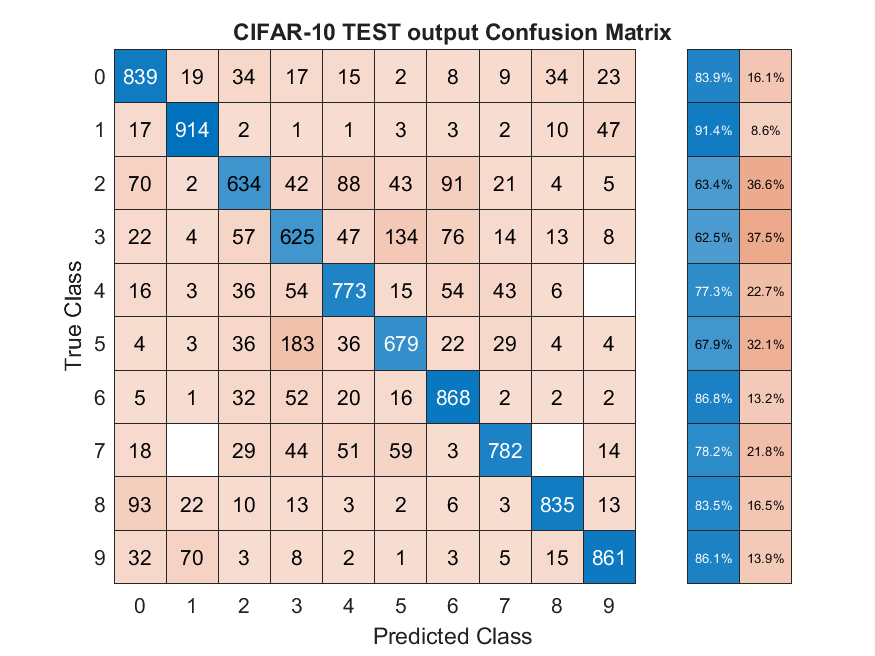 CIFAR-10 TEST output Confusion Matrix
0 839 19 34 17 15 2 8 9 34 23 83.9% 16.1%
1 17 914 2 1 1 3 3 2 10 47 91.4% 8.6%
2 70 2 634 42 88 43 91 21 4 5 63.4% 36.6%
3 22 4 57 625 47 134 76 14 13 8 62.5% 37.5%
4 16 3 36 54 773 15 54 43 6 77.3% 22.7%
5 4 3 36 183 36 679 22 29 4 4 67.9% 32.1%
6 5 1 32 52 20 16 868 2 2 2 86.8% 13.2%
7 18 29 44 51 59 3 782 14 78.2% 21.8%
8 93 22 10 13 3 2 6 3 835 13 83.5% 16.5%
9 32 70 3 8 2 1 3 5 15 861 86.1% 13.9%
0 1 2 3 4 5 6 7 8 9
True Class
Predicted Class